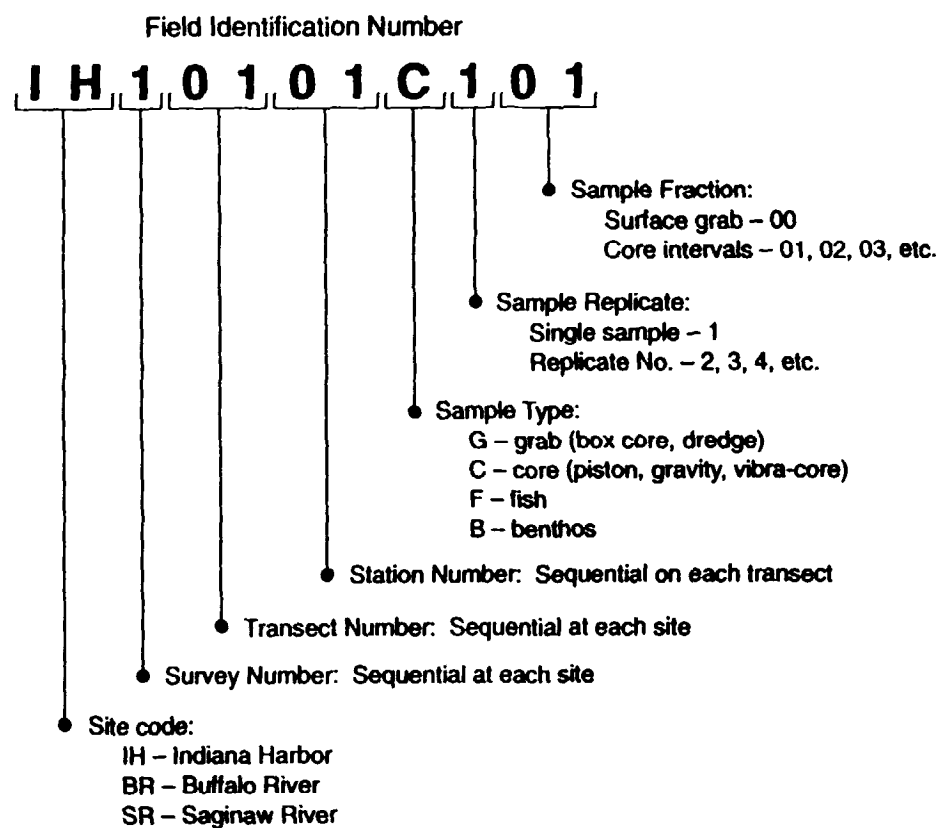 Field Identification Number
I H 1 0 1 0 1 C 1 0 1
Sample Fraction:
Surface grab – 00
Core intervals – 01, 02, 03, etc.
Sample Replicate:
Single sample – 1
Replicate No. – 2, 3, 4, etc.
Sample Type:
G – grab (box core, dredge)
C – core (piston, gravity, vibra-core)
F – fish
B – benthos
Station Number: Sequential on each transect
Transect Number: Sequential at each site
Survey Number: Sequential at each site
Site code:
IH – Indiana Harbor
BR – Buffalo River
SR – Saginaw River